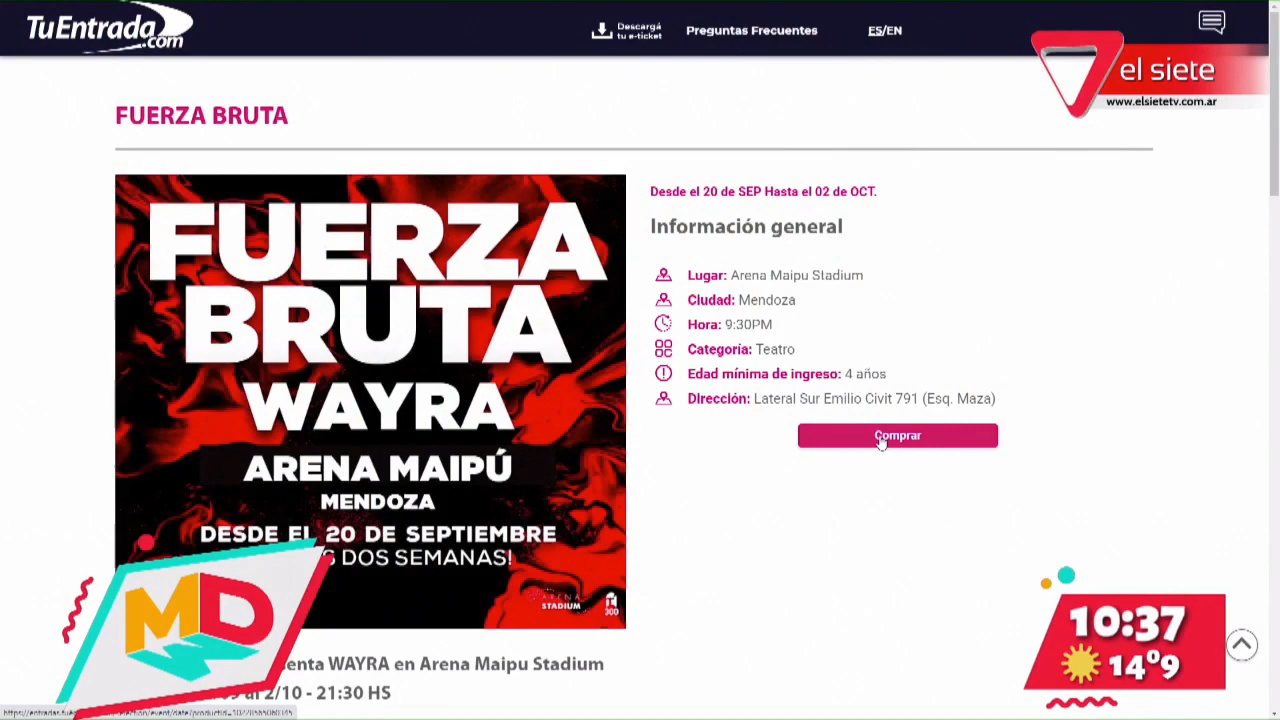 TuEntrada
.com
Descargá
tu e-ticket
Preguntas Frecuentes
ES/EN
el siete
www.elsietetv.com.ar
FUERZA BRUTA
FUERZA
BRUTA
WAYRA
ARENA MAIPÚ
MENDOZA
DESDE EL 20 DE SEPTIEMBRE
DOS SEMANAS!
ARENA
STADIUM
300
Desde el 20 de SEP Hasta el 02 de OCT.
Información general
Lugar: Arena Maipu Stadium
Ciudad: Mendoza
Hora: 9:30PM
Categoría: Teatro
Edad mínima de ingreso: 4 años
Dirección: Lateral Sur Emilio Civit 791 (Esq. Maza)
Comprar
WAYRA en Arena Maipu Stadium
al 2/10 - 21:30 HS
MD
10:37
14º9